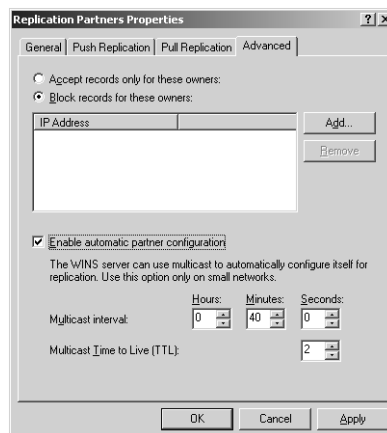 Replication Partners Properties
General Push Replication Pull Replication Advanced
Accept records only for these owners:
Block records for these owners:
IP Address
Add...
Remove
Enable automatic partner configuration
The WINS server can use multicast to automatically configure itself for
replication. Use this option only on small networks.
Hours: Minutes: Seconds:
Multicast interval: 0 40 0
Multicast Time to Live (TTL): 2
OK Cancel Apply